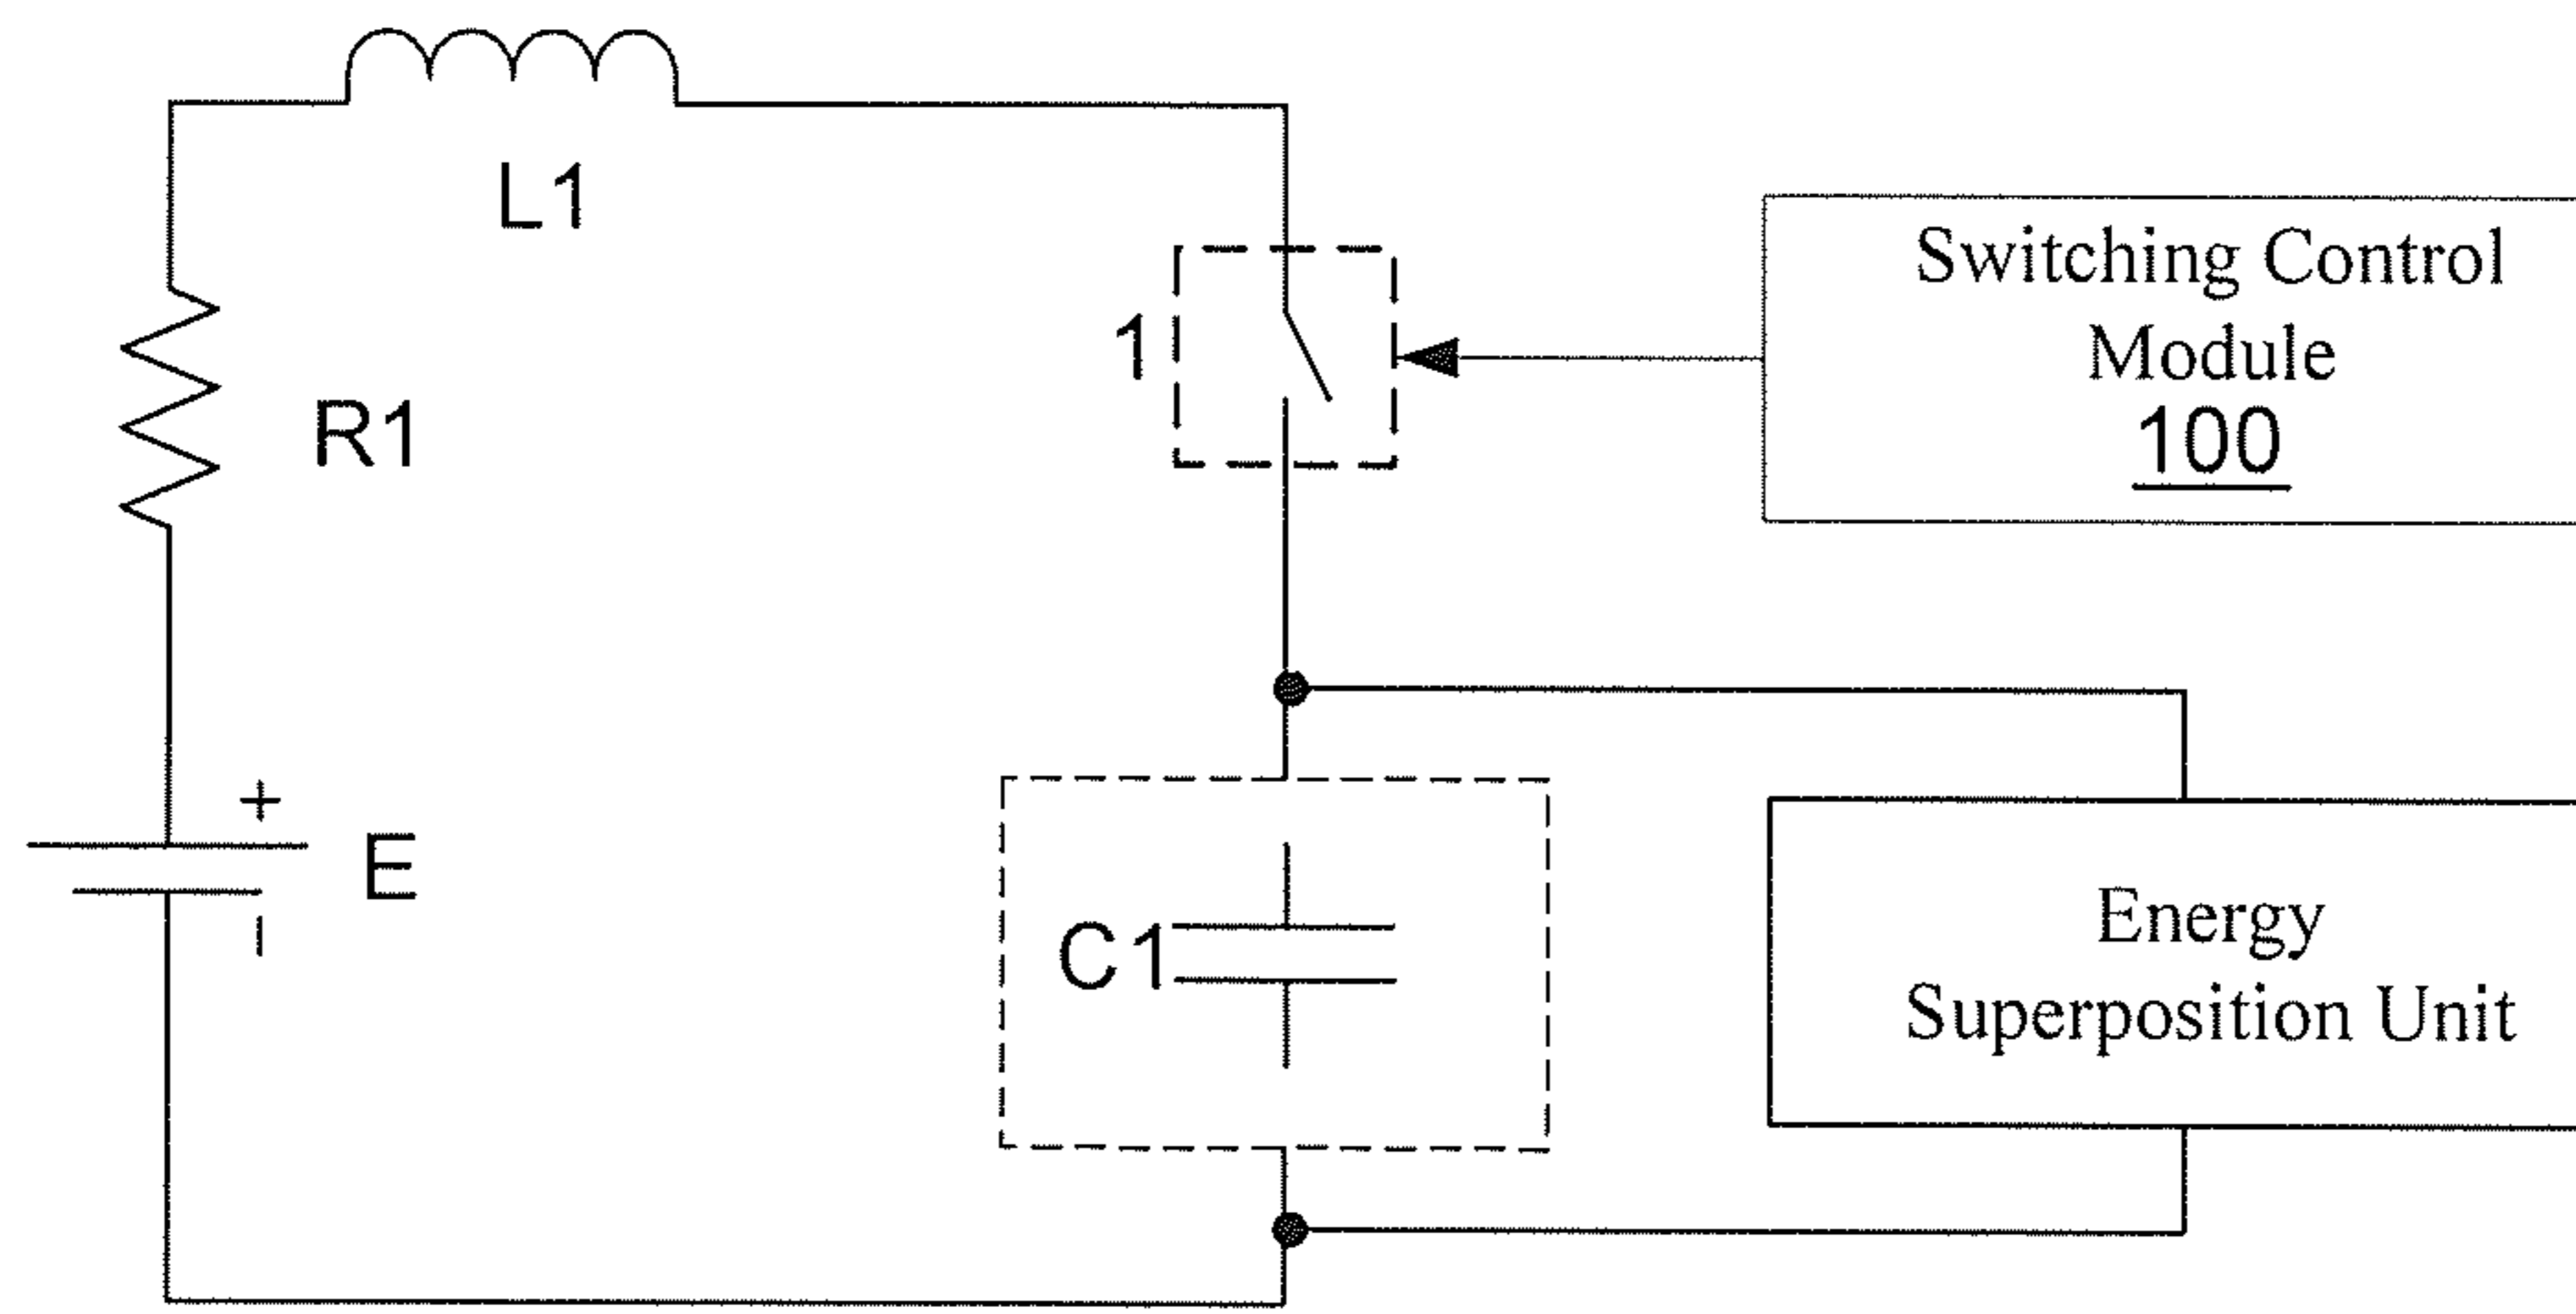 L1
Switching Control
Module
100
1
R1
+
E
-
C1
Energy
Superposition Unit